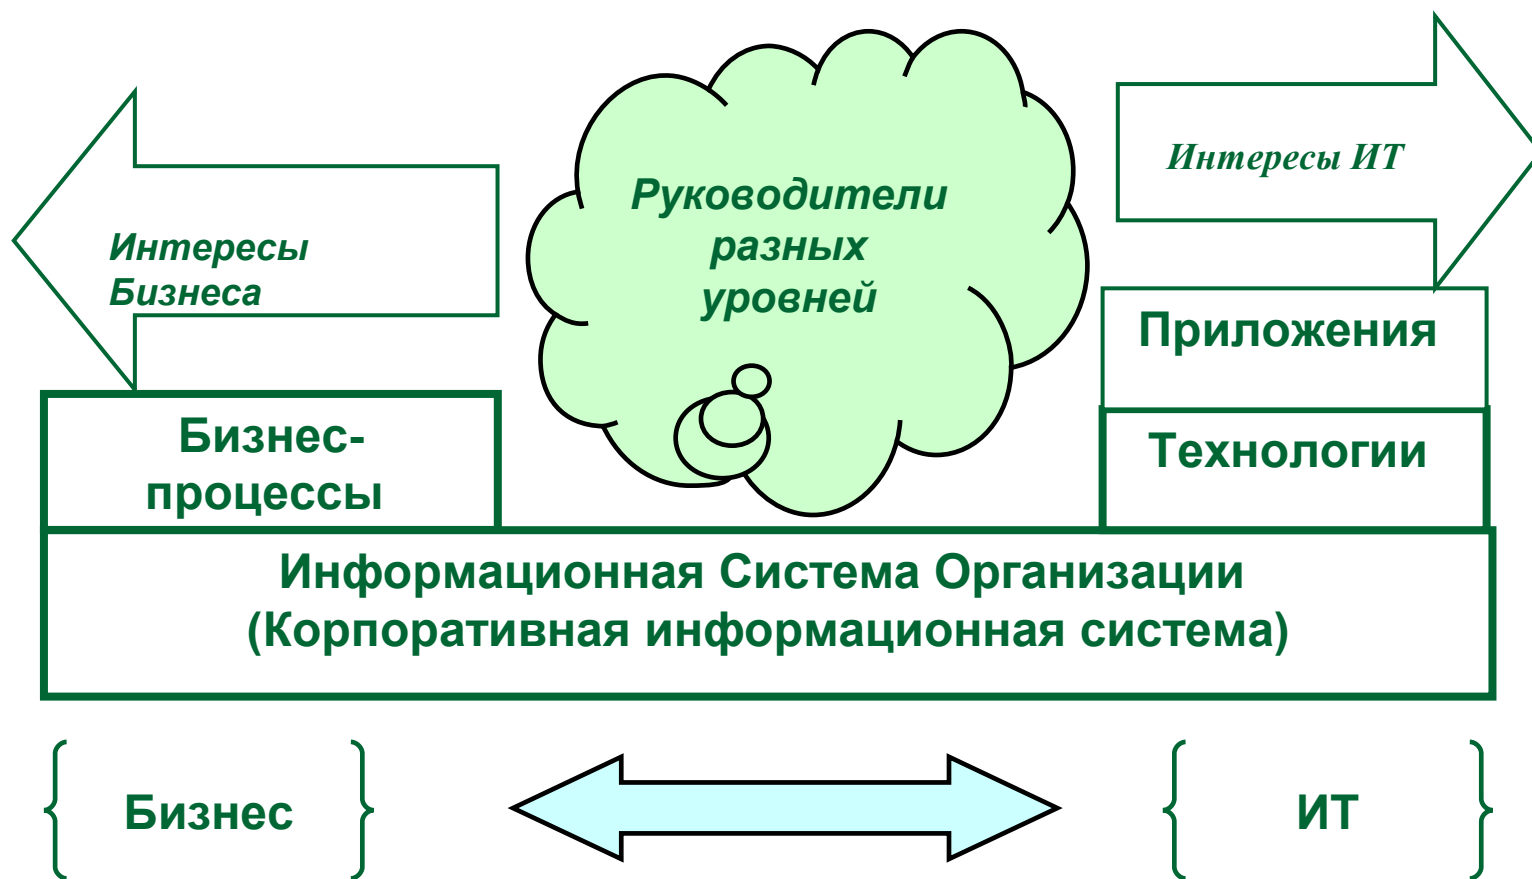 Интересы ИТ
Руководители
разных
уровней
Интересы
Бизнеса
Приложения
Бизнес-
процессы
Технологии
Информационная Система Организации
(Корпоративная информационная система)
Бизнес
ИТ